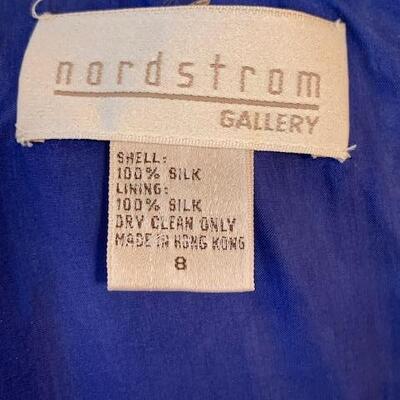 nordstrom
GALLERY
SHELL:
100% SILK
LINING:
100% SILK
DRY CLEAN ONLY
MADE IN HONG KONG
8